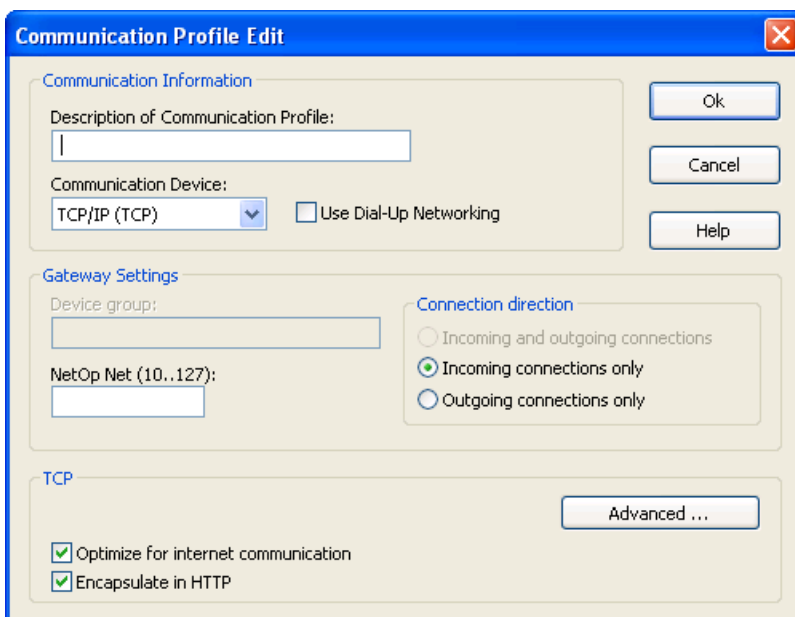 Communication Profile Edit
Communication Information
Description of Communication Profile:
Communication Device:
TCP/IP (TCP)
Use Dial-Up Networking
Ok
Cancel
Help
Gateway Settings
Device group:
NetOp Net (10..127):
Connection direction
Incoming and outgoing connections
Incoming connections only
Outgoing connections only
TCP
Advanced ...
Optimize for internet communication
Encapsulate in HTTP